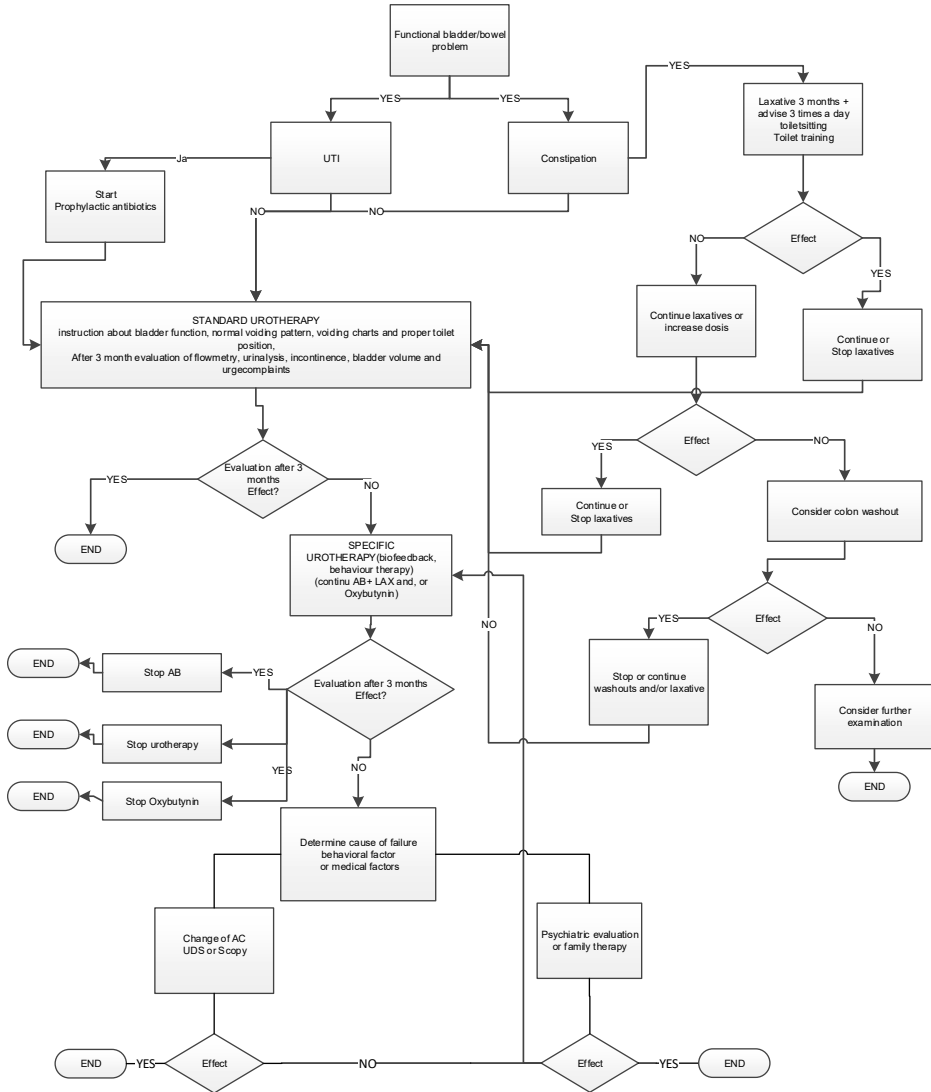 Functional bladder/bowel
problem
YES
YES
YES
Laxative 3 months +
advise 3 times a day
toiletsitting
Toilet training
UTI
Constipation
Ja
Start
Prophylactic antibiotics
NO
NO
Effect
NO
YES
STANDARD UROTHERAPY
instruction about bladder function, normal voiding pattern, voiding charts and proper toilet
position,
After 3 month evaluation of flowmetry, urinalysis, incontinence, bladder volume and
urgecomplaints
Continue laxatives or
increase dosis
Continue or
Stop laxatives
Effect
YES
NO
Evaluation after 3
months
Effect?
YES
NO
END
Continue or
Stop laxatives
Consider colon washout
SPECIFIC
UROTHERAPY(biofeedback,
behaviour therapy)
(continu AB+ LAX and, or
Oxybutynin)
Effect
YES
NO
NO
Stop or continue
washouts and/or laxative
Consider further
examination
END
Evaluation after 3 months
Effect?
YES
Stop AB
END
Stop urotherapy
END
YES
Stop Oxybutynin
END
NO
Determine cause of failure
behavioral factor
or medical factors
Change of AC
UDS or Scopy
Psychiatric evaluation
or family therapy
END
YES
Effect
NO
Effect
YES
END